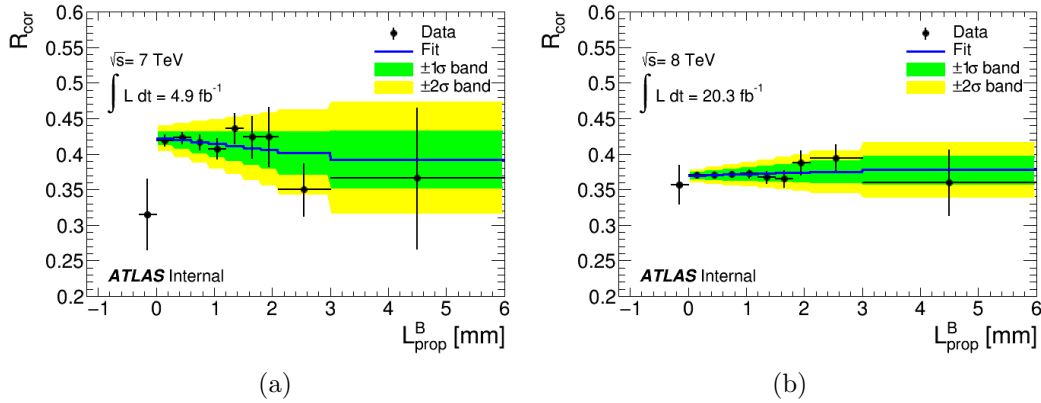 R_cor
0.6
0.55
0.5
0.45
0.4
0.35
0.3
0.25
0.2
√s= 7 TeV
∫ L dt = 4.9 fb⁻¹
Data
Fit
±1σ band
±2σ band
ATLAS Internal
−1 0 1 2 3 4 5 6
L^B_prop [mm]
(a)
R_cor
0.6
0.55
0.5
0.45
0.4
0.35
0.3
0.25
0.2
√s= 8 TeV
∫ L dt = 20.3 fb⁻¹
Data
Fit
±1σ band
±2σ band
ATLAS Internal
−1 0 1 2 3 4 5 6
L^B_prop [mm]
(b)